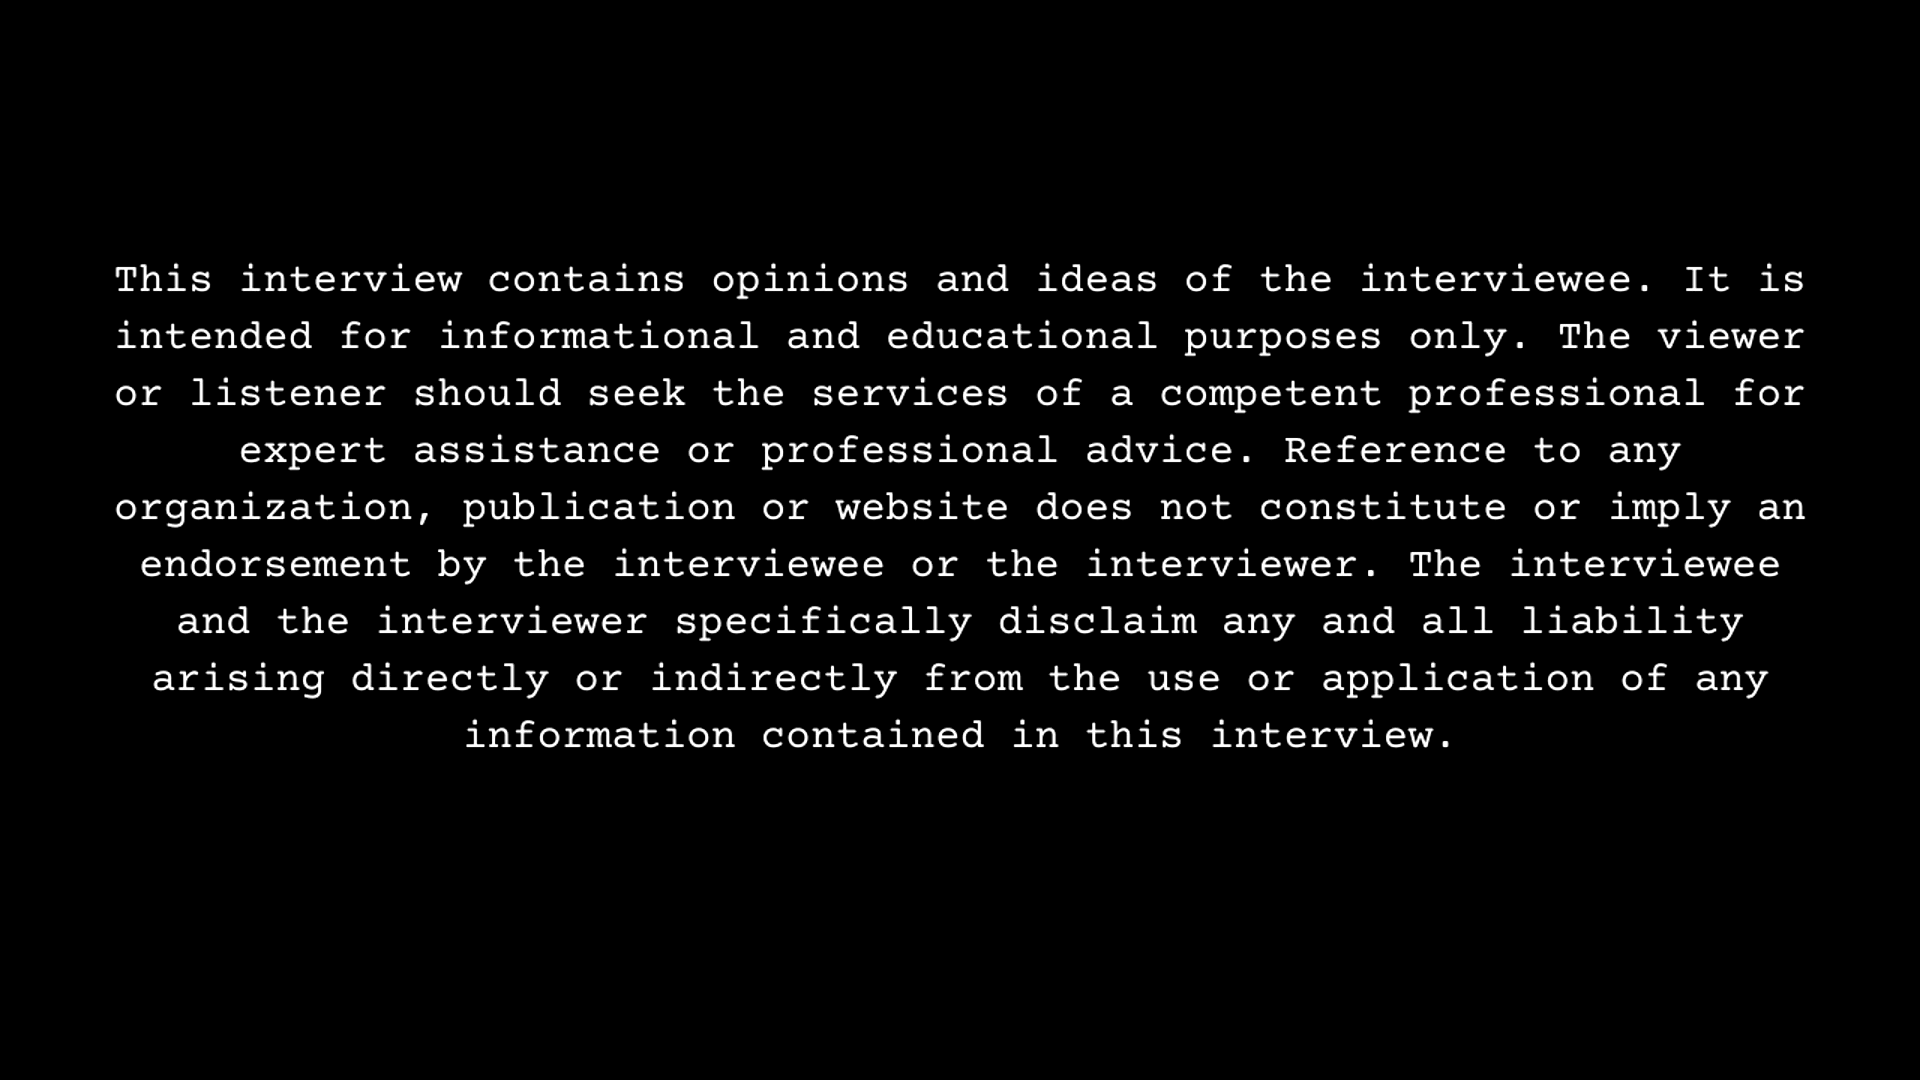 This interview contains opinions and ideas of the interviewee. It is
intended for informational and educational purposes only. The viewer
or listener should seek the services of a competent professional for
expert assistance or professional advice. Reference to any
organization, publication or website does not constitute or imply an
endorsement by the interviewee or the interviewer. The interviewee
and the interviewer specifically disclaim any and all liability
arising directly or indirectly from the use or application of any
information contained in this interview.